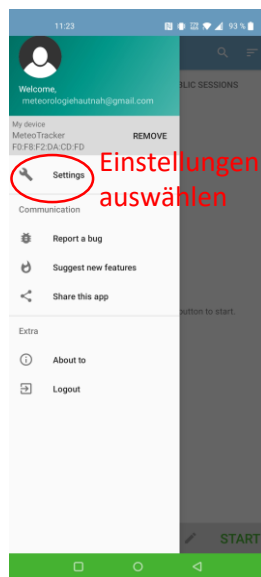 11:23
93 %
Welcome,
meteorologiehautnah@gmail.com
BLIC SESSIONS
My device
MeteoTracker
F0:F8:F2:DA:CD:FD
REMOVE
Settings
Einstellungen
auswählen
Communication
Report a bug
Suggest new features
Share this app
button to start.
Extra
About to
Logout
START